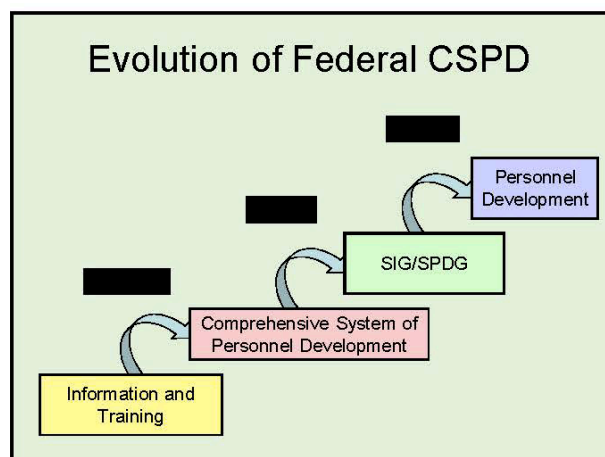 Evolution of Federal CSPD
Personnel
Development
SIG/SPDG
Comprehensive System of
Personnel Development
Information and
Training